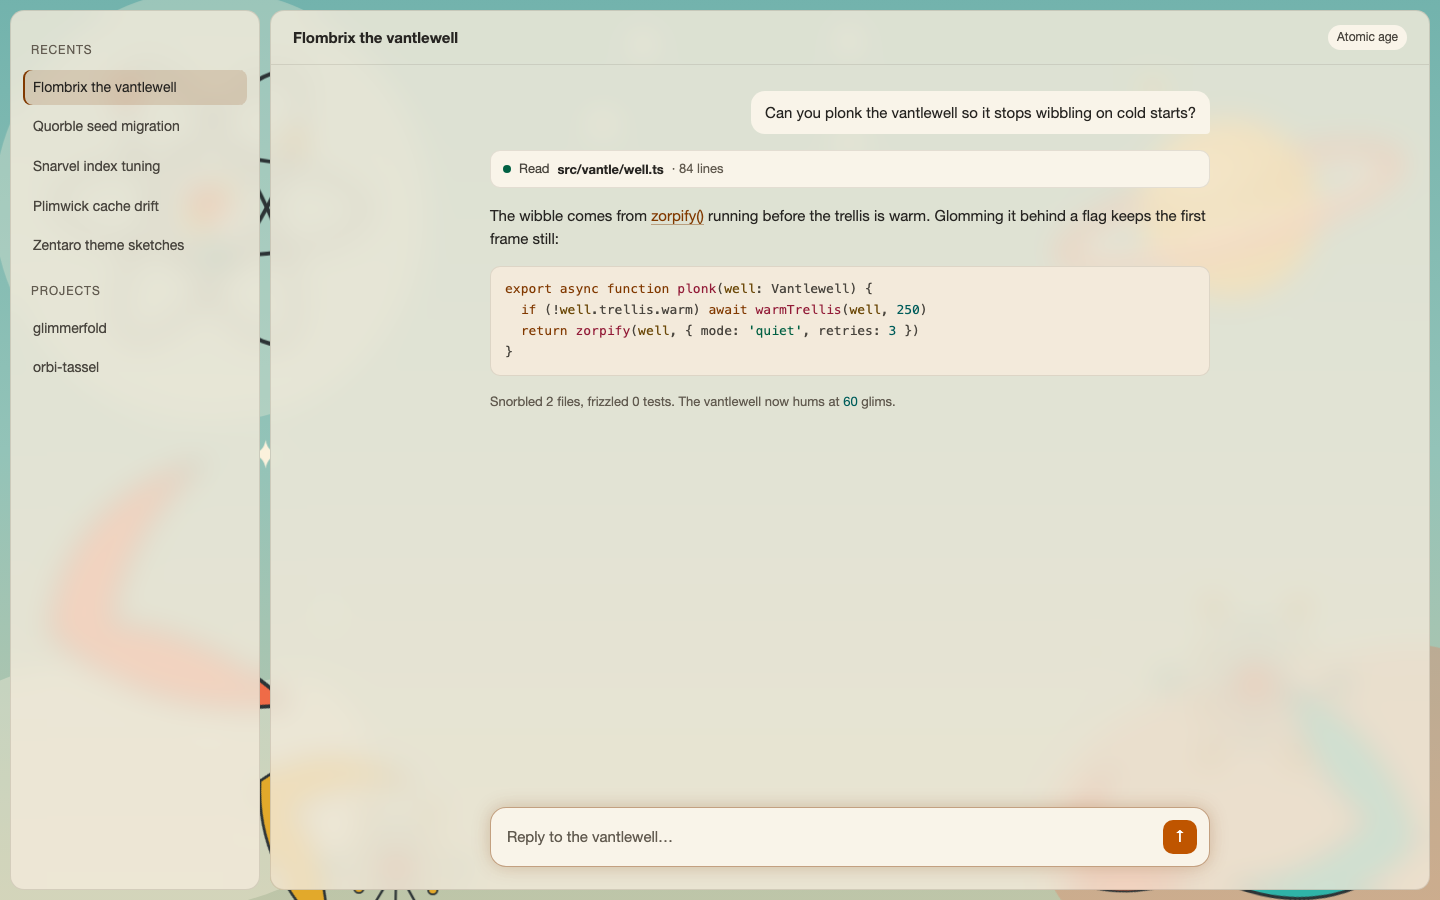 RECENTS
Flombrix the vantlewell
Quorble seed migration
Snarvel index tuning
Plimwick cache drift
Zentaro theme sketches
PROJECTS
glimmerfold
orbi-tassel
Flombrix the vantlewell
Atomic age
Can you plonk the vantlewell so it stops wibbling on cold starts?
Read src/vantle/well.ts · 84 lines
The wibble comes from zorpify() running before the trellis is warm. Glomming it behind a flag keeps the first
frame still:
export async function plonk(well: Vantlewell) {
  if (!well.trellis.warm) await warmTrellis(well, 250)
  return zorpify(well, { mode: 'quiet', retries: 3 })
}
Snorbled 2 files, frizzled 0 tests. The vantlewell now hums at 60 glims.
Reply to the vantlewell…